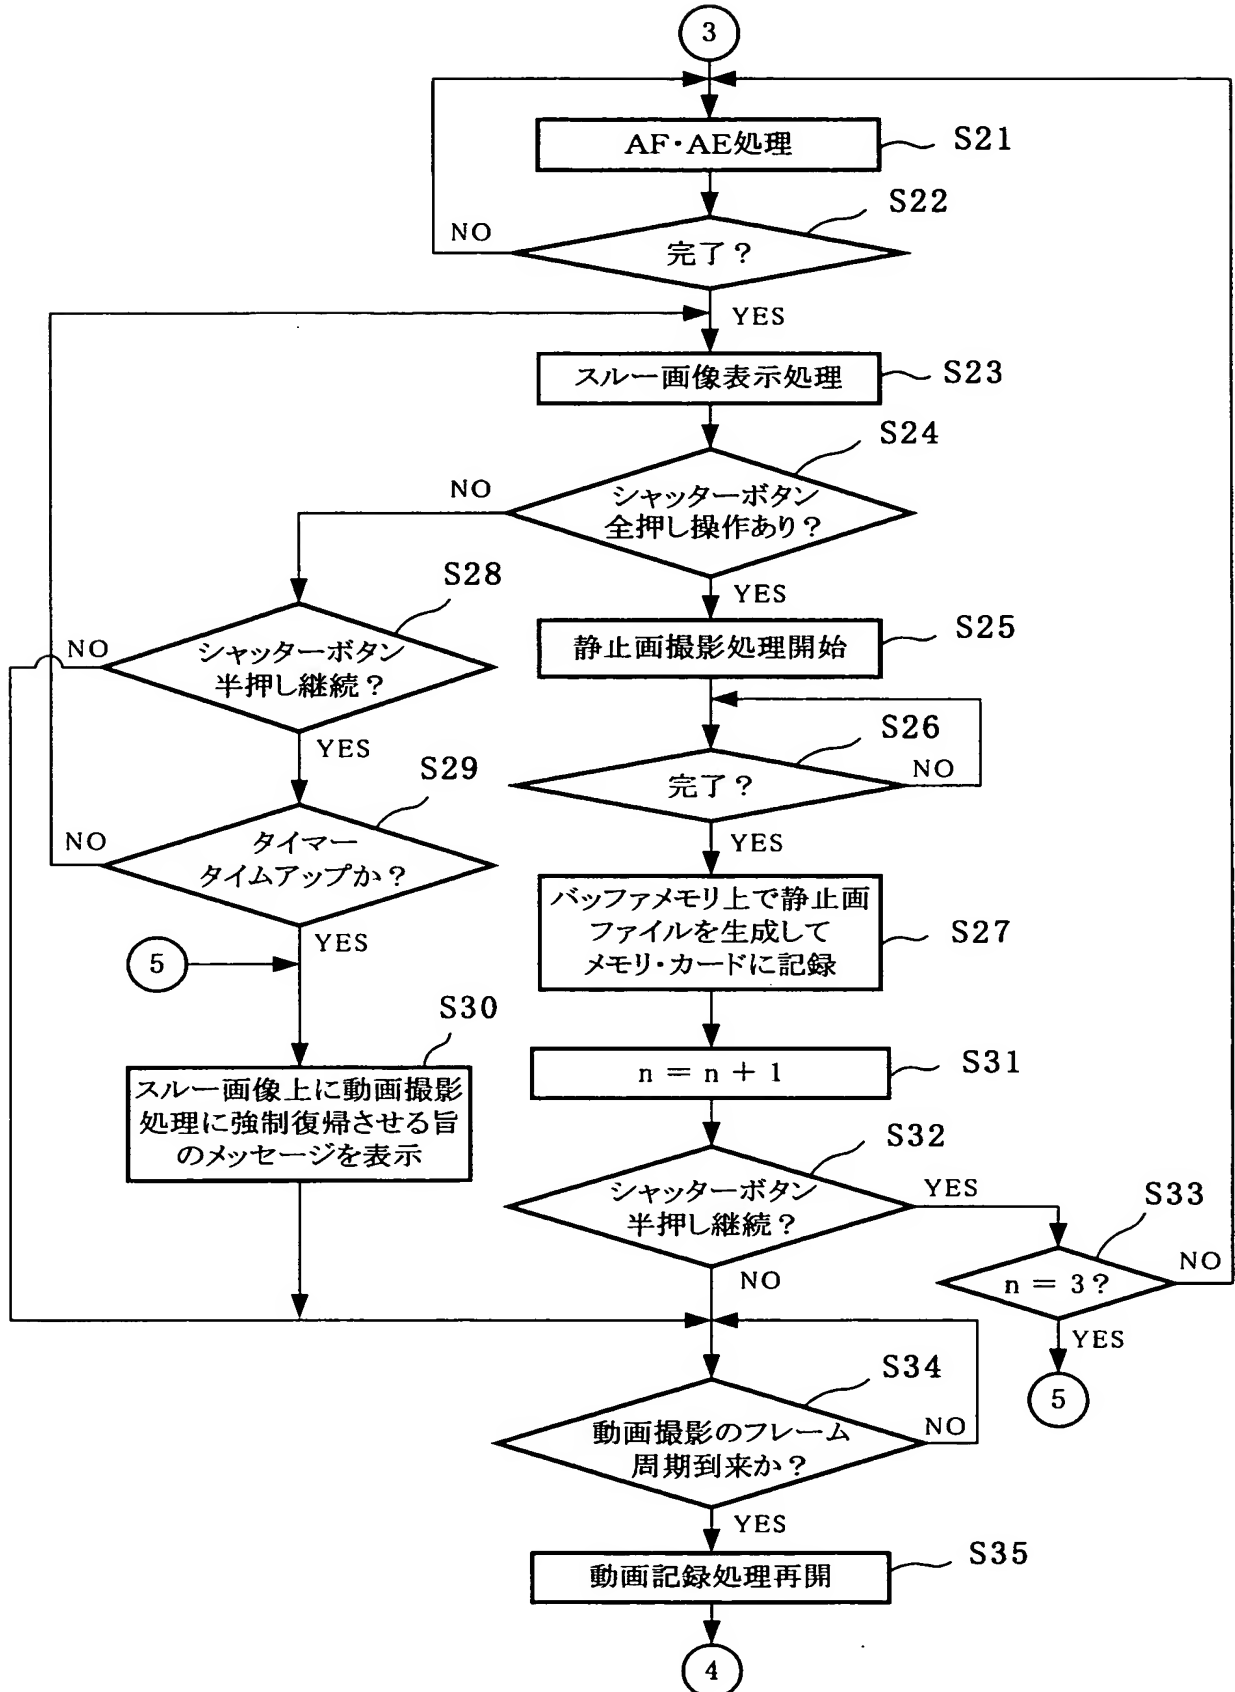 3
AF・AE処理
S21
S22
NO
完了？
YES
スルー画像表示処理
S23
S24
NO
シャッターボタン
全押し操作あり？
YES
S28
静止画撮影処理開始
S25
NO
シャッターボタン
半押し継続？
YES
S26
完了？
NO
S29
NO
タイマー
タイムアップか？
YES
YES
バッファメモリ上で静止画
ファイルを生成して
メモリ・カードに記録
S27
5
S30
スルー画像上に動画撮影
処理に強制復帰させる旨
のメッセージを表示
n = n + 1
S31
S32
シャッターボタン
半押し継続？
YES
S33
NO
n = 3？
NO
YES
5
S34
動画撮影のフレーム
周期到来か？
NO
YES
動画記録処理再開
S35
4